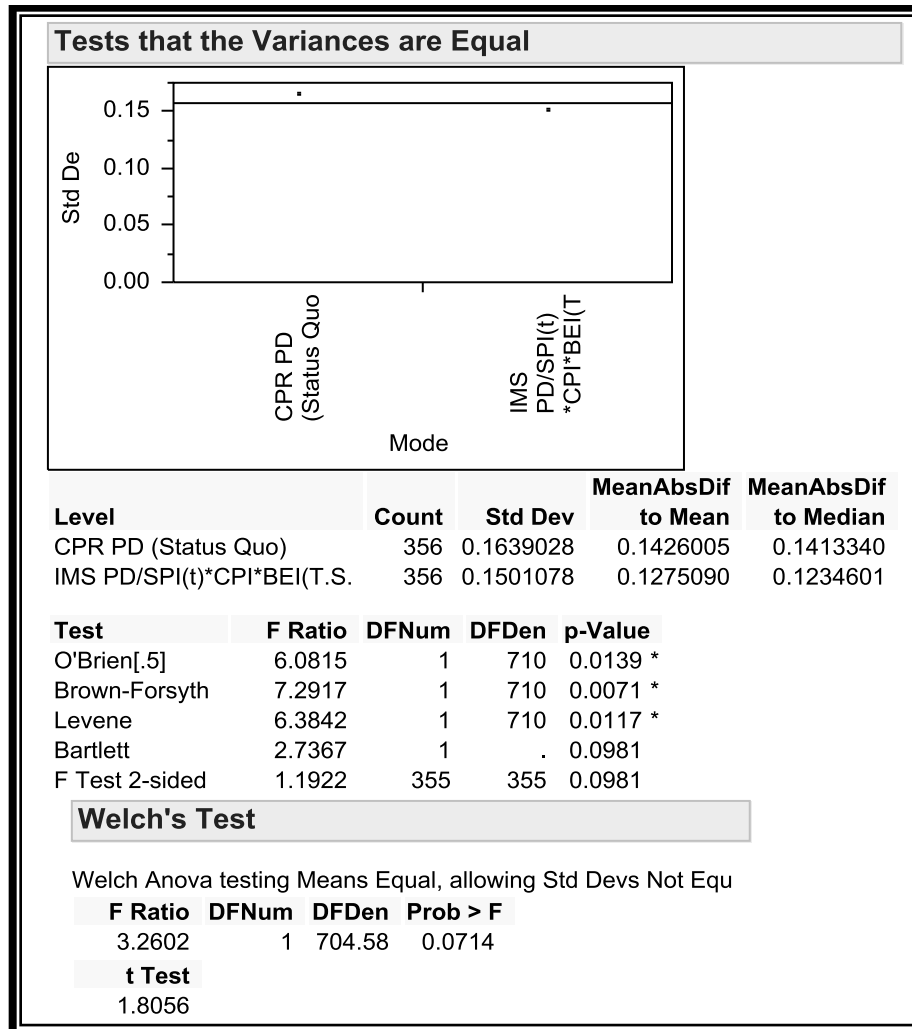 Tests that the Variances are Equal
0.15
0.10
0.05
0.00
Std De
CPR PD
(Status Quo
IMS
PD/SPI(t)
*CPI*BEI(T
Mode
Level Count Std Dev MeanAbsDif to Mean MeanAbsDif to Median
CPR PD (Status Quo) 356 0.1639028 0.1426005 0.1413340
IMS PD/SPI(t)*CPI*BEI(T.S. 356 0.1501078 0.1275090 0.1234601
Test F Ratio DFNum DFDen p-Value
O'Brien[.5] 6.0815 1 710 0.0139 *
Brown-Forsyth 7.2917 1 710 0.0071 *
Levene 6.3842 1 710 0.0117 *
Bartlett 2.7367 1 . 0.0981
F Test 2-sided 1.1922 355 355 0.0981
Welch's Test
Welch Anova testing Means Equal, allowing Std Devs Not Equ
F Ratio DFNum DFDen Prob > F
3.2602 1 704.58 0.0714
t Test
1.8056